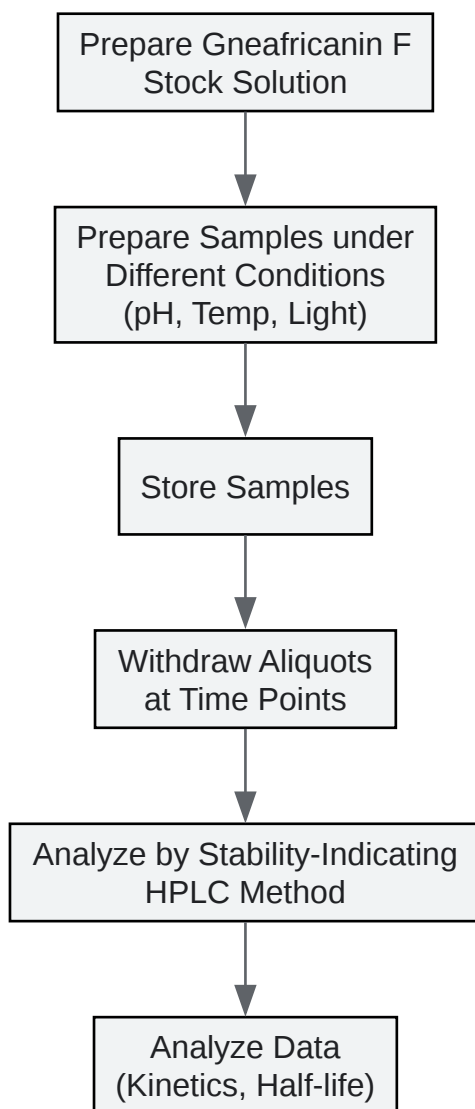 Prepare Gneafricanin F
Stock Solution
Prepare Samples under
Different Conditions
(pH, Temp, Light)
Store Samples
Withdraw Aliquots
at Time Points
Analyze by Stability-Indicating
HPLC Method
Analyze Data
(Kinetics, Half-life)